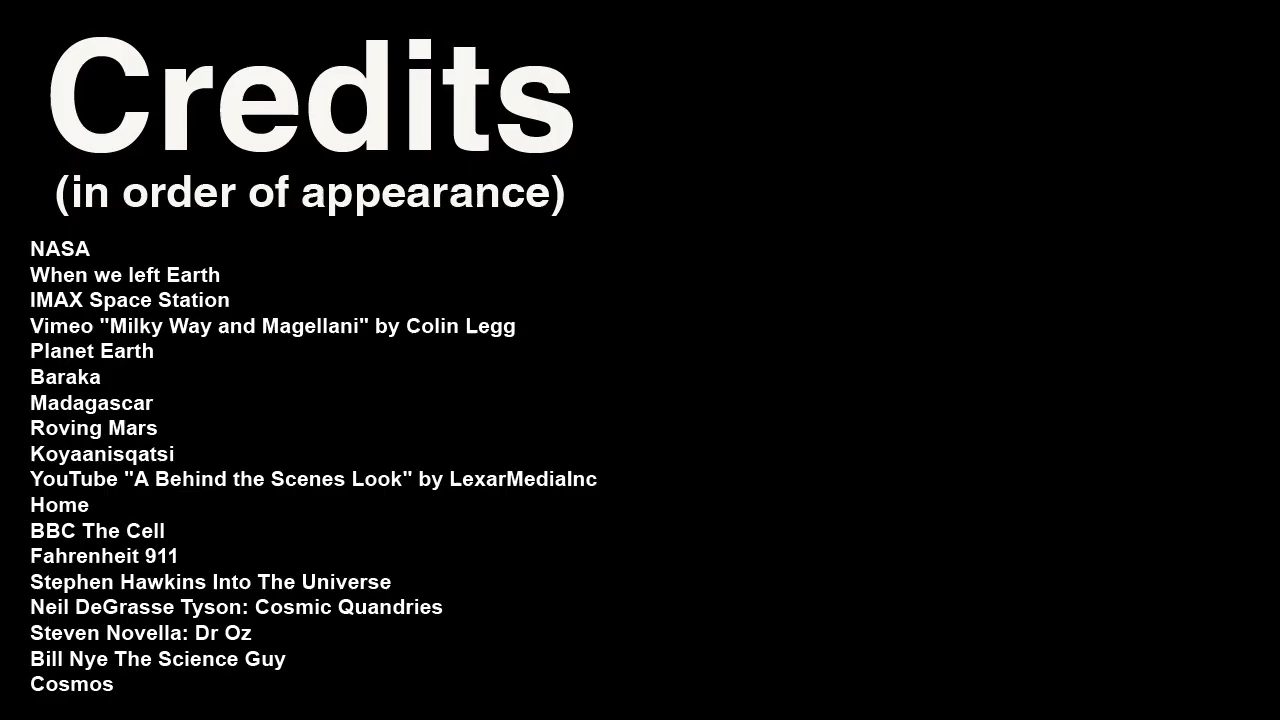 Credits
(in order of appearance)
NASA
When we left Earth
IMAX Space Station
Vimeo "Milky Way and Magellani" by Colin Legg
Planet Earth
Baraka
Madagascar
Roving Mars
Koyaanisqatsi
YouTube "A Behind the Scenes Look" by LexarMediaInc
Home
BBC The Cell
Fahrenheit 911
Stephen Hawkins Into The Universe
Neil DeGrasse Tyson: Cosmic Quandries
Steven Novella: Dr Oz
Bill Nye The Science Guy
Cosmos